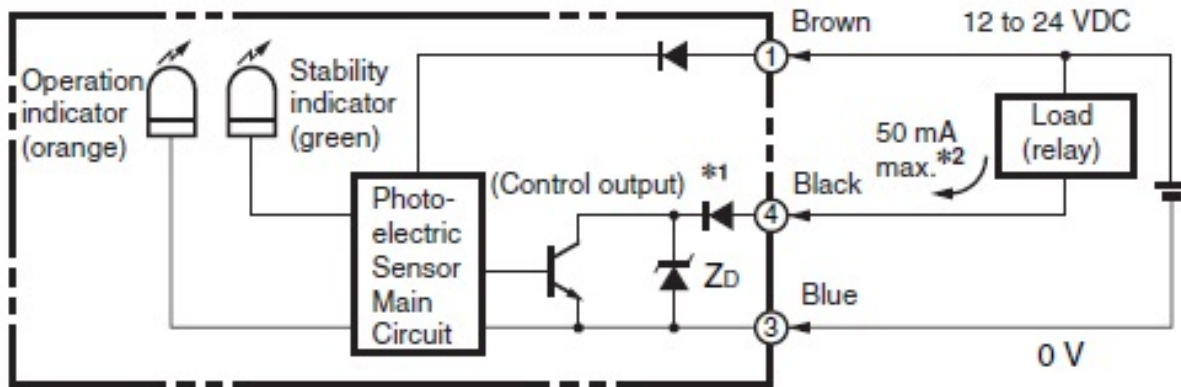 Brown
12 to 24 VDC
1
Operation
indicator
(orange)
Stability
indicator
(green)
Load
(relay)
50 mA
max.*2
Photo-
electric
Sensor
Main
Circuit
(Control output)
*1
Black
4
ZD
Blue
3
0 V